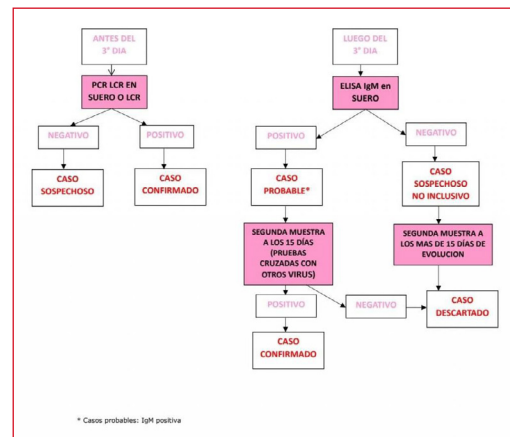 ANTES DEL
3° DIA
PCR LCR EN
SUERO O LCR
NEGATIVO
POSITIVO
CASO
SOSPECHOSO
CASO
CONFIRMADO
LUEGO DEL
3° DIA
ELISA IgM en
SUERO
POSITIVO
NEGATIVO
CASO
PROBABLE*
CASO
SOSPECHOSO
NO INCLUSIVO
SEGUNDA MUESTRA
A LOS 15 DÍAS
(PRUEBAS
CRUZADAS CON
OTROS VIRUS)
SEGUNDA MUESTRA A
LOS MAS DE 15 DÍAS DE
EVOLUCION
POSITIVO
NEGATIVO
CASO
DESCARTADO
CASO
CONFIRMADO
* Casos probables: IgM positiva